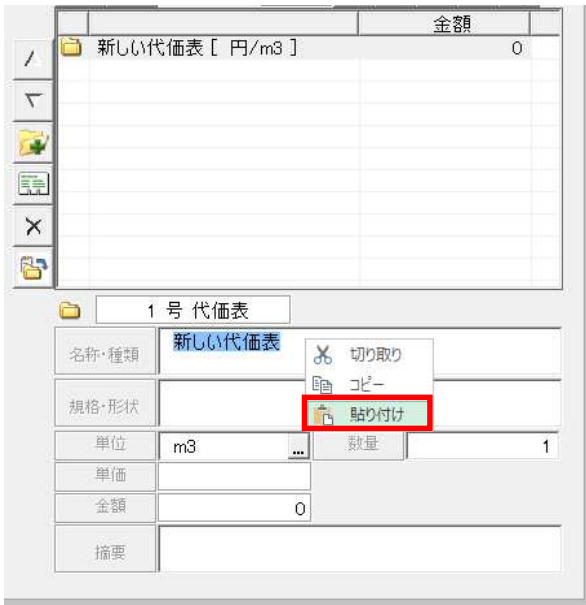 金額
新しい代価表 [ 円/m3 ] 0
1 号 代価表
名称・種類 新しい代価表
切り取り
コピー
貼り付け
規格・形状
単位 m3 ... 数量 1
単価
金額 0
摘要